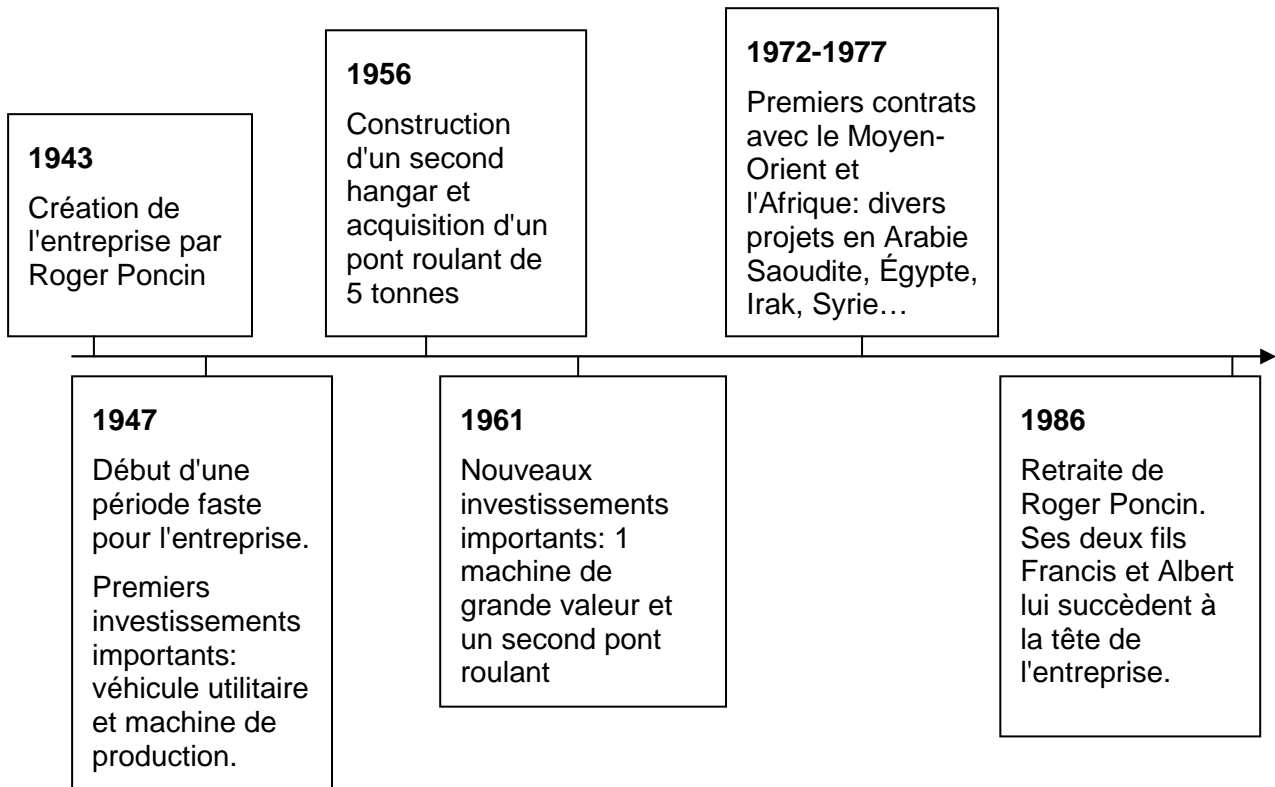 1943
Création de
l'entreprise par
Roger Poncin
1947
Début d'une
période faste
pour l'entreprise.
Premiers
investissements
importants:
véhicule utilitaire
et machine de
production.
1956
Construction
d'un second
hangar et
acquisition d'un
pont roulant de
5 tonnes
1961
Nouveaux
investissements
importants: 1
machine de
grande valeur et
un second pont
roulant
1972-1977
Premiers contrats
avec le Moyen-
Orient et
l'Afrique: divers
projets en Arabie
Saoudite, Égypte,
Irak, Syrie…
1986
Retraite de
Roger Poncin.
Ses deux fils
Francis et Albert
lui succèdent à
la tête de
l'entreprise.